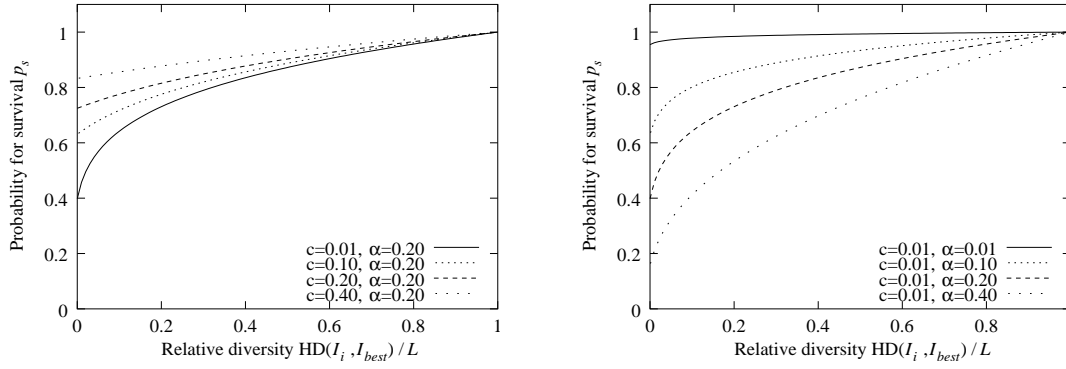 Probability for survival p_s
1
0.8
0.6
0.4
0.2
0
c=0.01, α=0.20
c=0.10, α=0.20
c=0.20, α=0.20
c=0.40, α=0.20
0 0.2 0.4 0.6 0.8 1
Relative diversity HD(I_i ,I_best) / L
Probability for survival p_s
1
0.8
0.6
0.4
0.2
0
c=0.01, α=0.01
c=0.01, α=0.10
c=0.01, α=0.20
c=0.01, α=0.40
0 0.2 0.4 0.6 0.8
Relative diversity HD(I_i ,I_best) / L